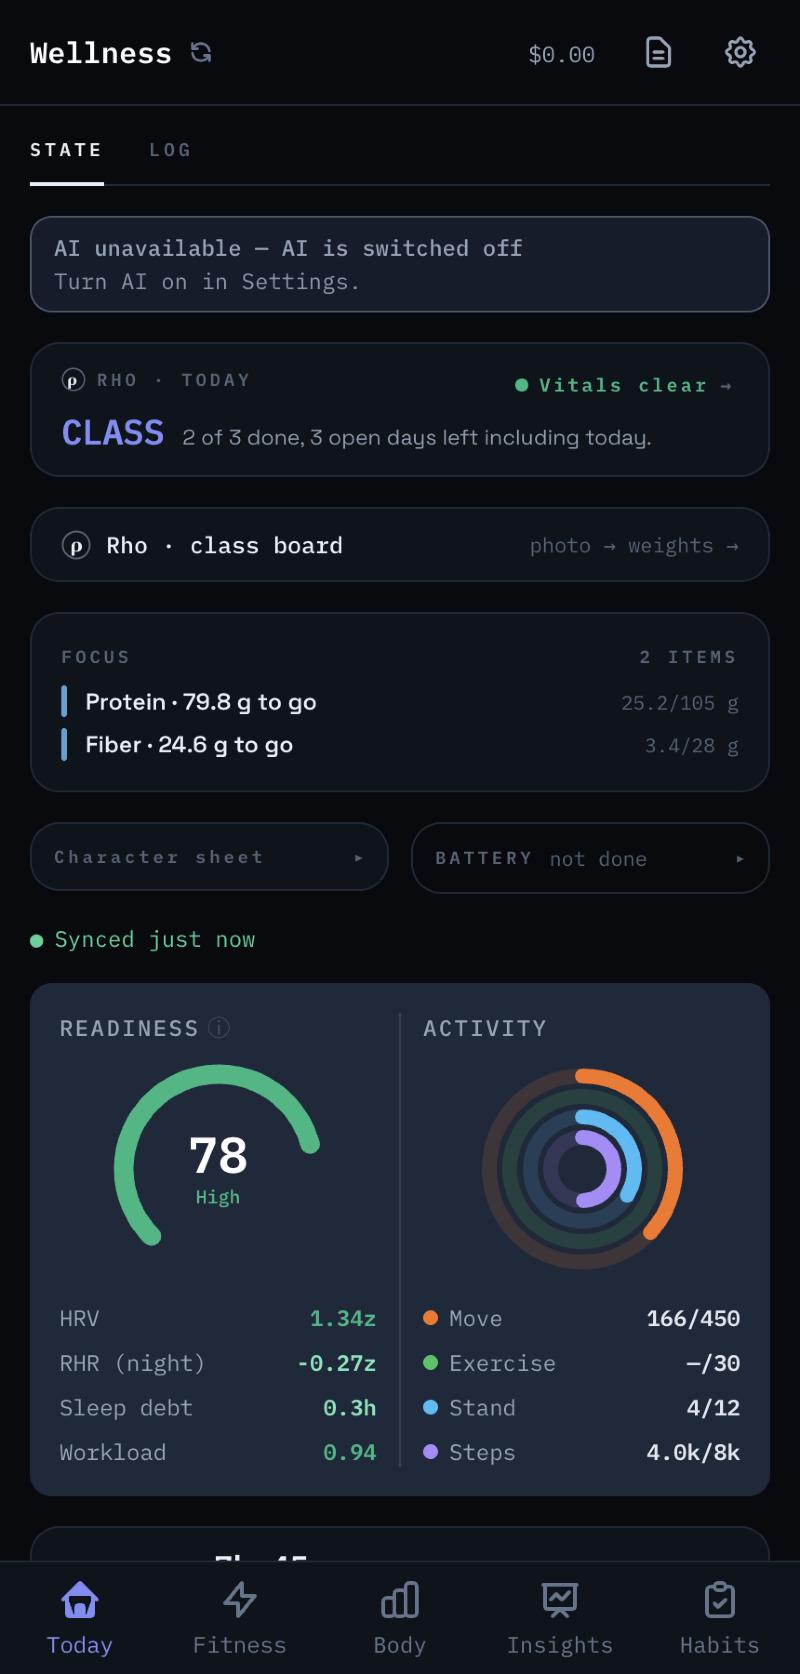 Wellness
$0.00
STATE LOG
AI unavailable — AI is switched off
Turn AI on in Settings.
ρ RHO · TODAY
Vitals clear →
CLASS 2 of 3 done, 3 open days left including today.
ρ Rho · class board photo → weights →
FOCUS 2 ITEMS
Protein · 79.8 g to go 25.2/105 g
Fiber · 24.6 g to go 3.4/28 g
Character sheet ▸
BATTERY not done ▸
Synced just now
READINESS ⓘ
78
High
HRV 1.34z
RHR (night) -0.27z
Sleep debt 0.3h
Workload 0.94
ACTIVITY
Move 166/450
Exercise —/30
Stand 4/12
Steps 4.0k/8k
Today Fitness Body Insights Habits